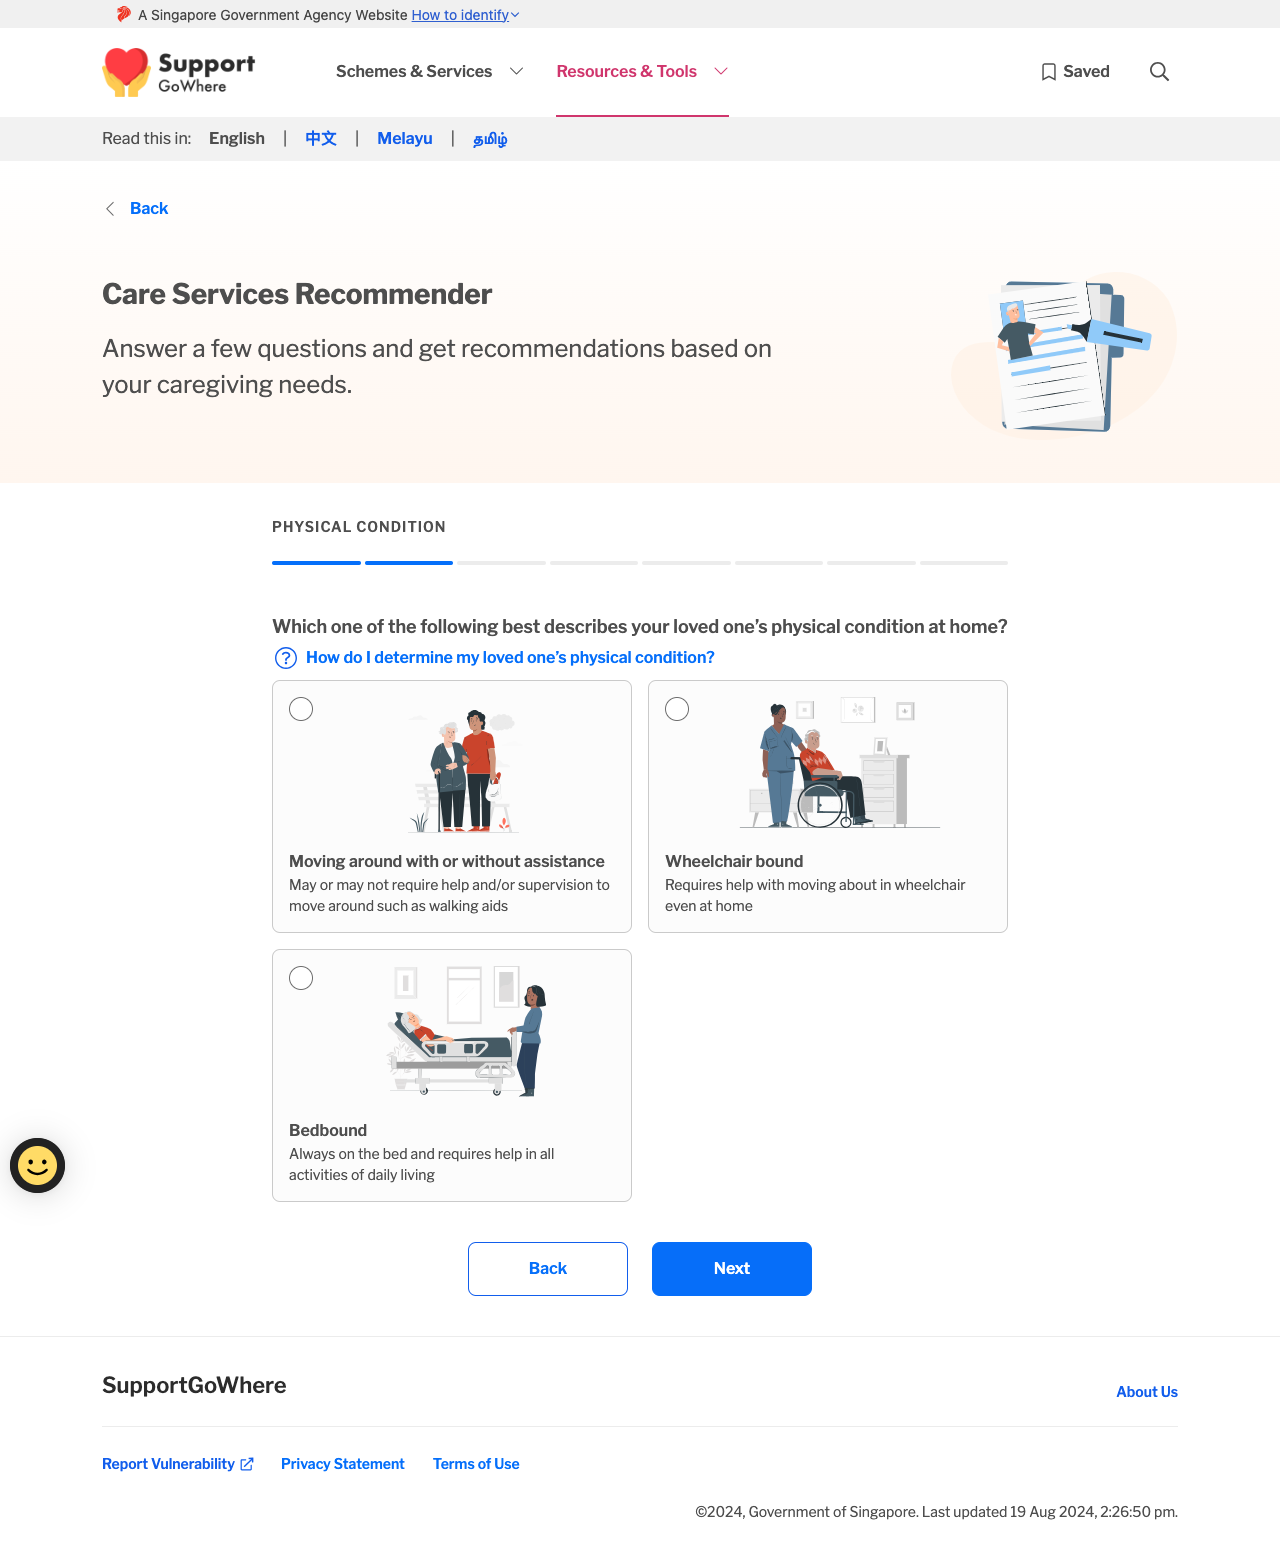 A Singapore Government Agency Website How to identify
Support
GoWhere
Schemes & Services
Resources & Tools
Saved
Read this in: English | 中文 | Melayu | தமிழ்
Back
Care Services Recommender
Answer a few questions and get recommendations based on
your caregiving needs.
PHYSICAL CONDITION
Which one of the following best describes your loved one’s physical condition at home?
How do I determine my loved one’s physical condition?
Moving around with or without assistance
May or may not require help and/or supervision to
move around such as walking aids
Wheelchair bound
Requires help with moving about in wheelchair
even at home
Bedbound
Always on the bed and requires help in all
activities of daily living
Back
Next
SupportGoWhere
About Us
Report Vulnerability
Privacy Statement
Terms of Use
©2024, Government of Singapore. Last updated 19 Aug 2024, 2:26:50 pm.